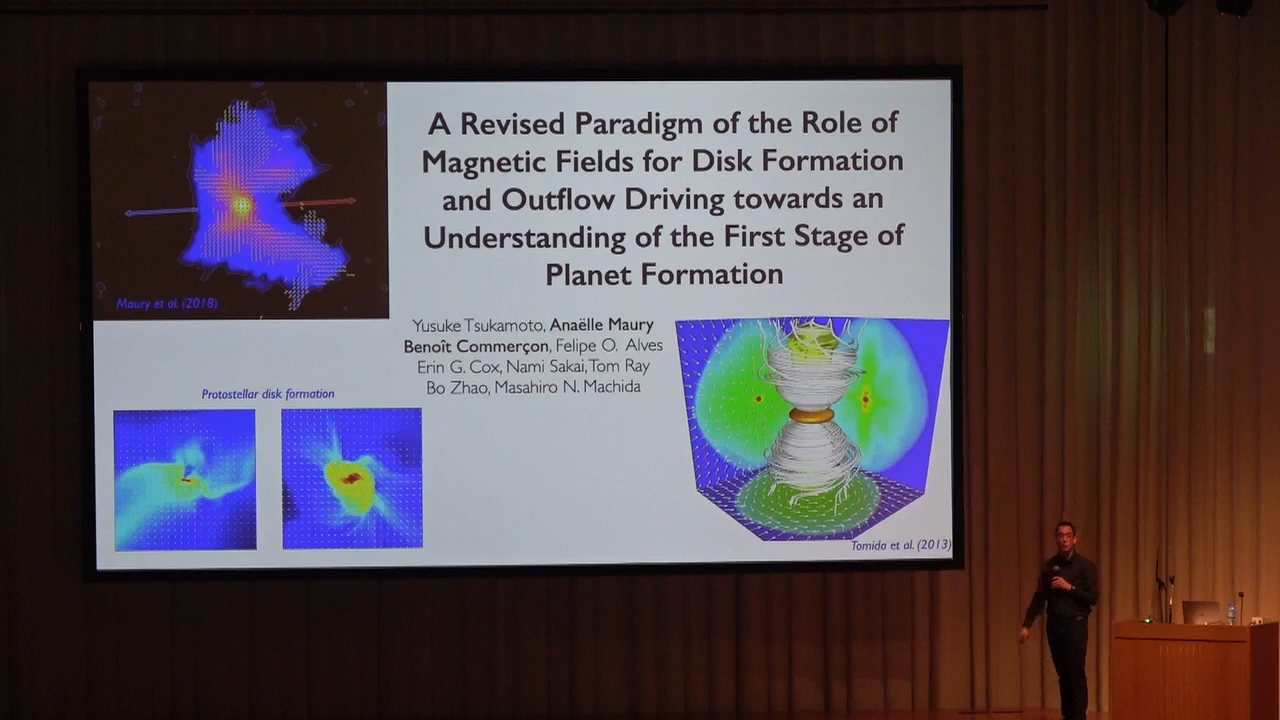 A Revised Paradigm of the Role of
Magnetic Fields for Disk Formation
and Outflow Driving towards an
Understanding of the First Stage of
Planet Formation
Maury et al. (2018)
Yusuke Tsukamoto, Anaëlle Maury
Benoît Commerçon, Felipe O. Alves
Erin G. Cox, Nami Sakai, Tom Ray
Bo Zhao, Masahiro N. Machida
Protostellar disk formation
Tomida et al. (2013)